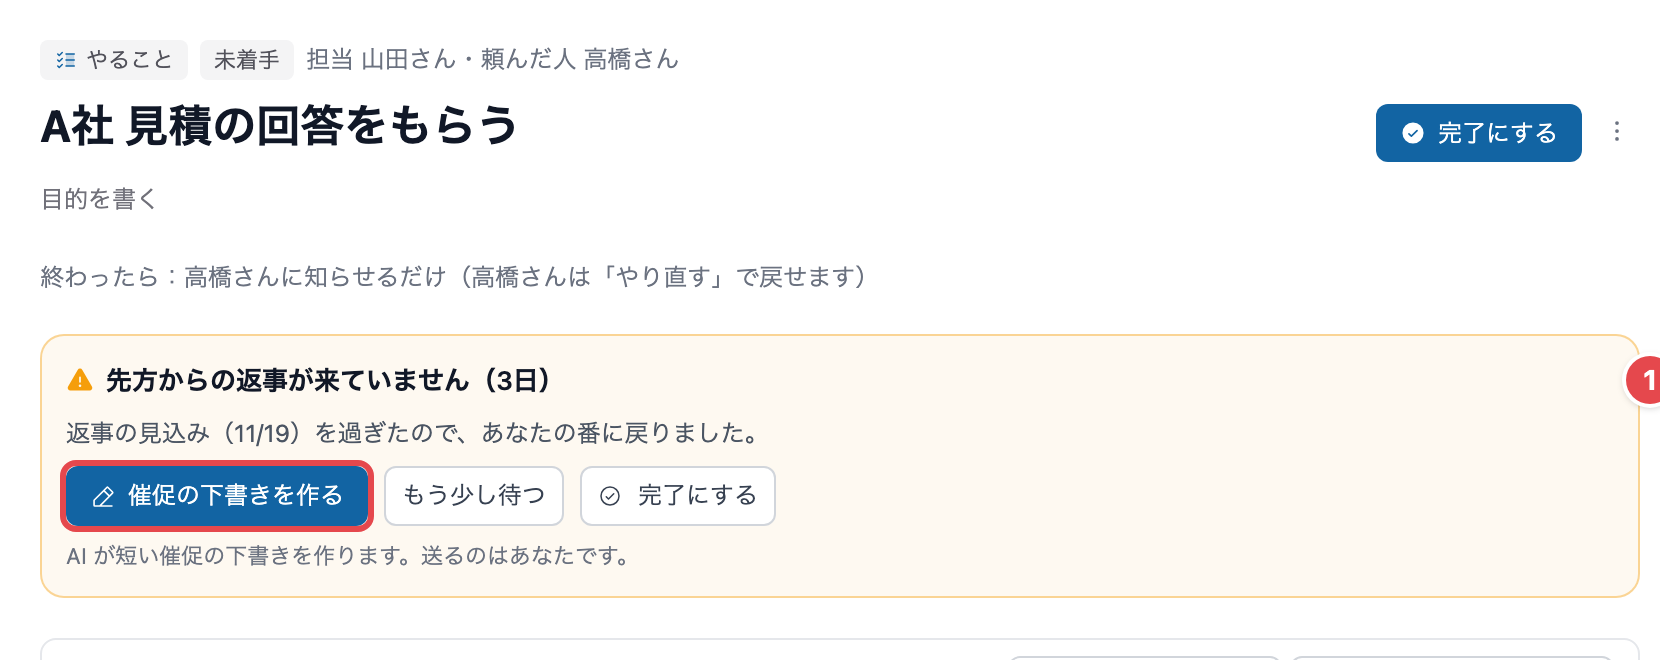 やること 未着手 担当 山田さん・頼んだ人 高橋さん
A社 見積の回答をもらう
完了にする
目的を書く
終わったら：高橋さんに知らせるだけ（高橋さんは「やり直す」で戻せます）
先方からの返事が来ていません（3日）
1
返事の見込み（11/19）を過ぎたので、あなたの番に戻りました。
催促の下書きを作る もう少し待つ 完了にする
AI が短い催促の下書きを作ります。送るのはあなたです。